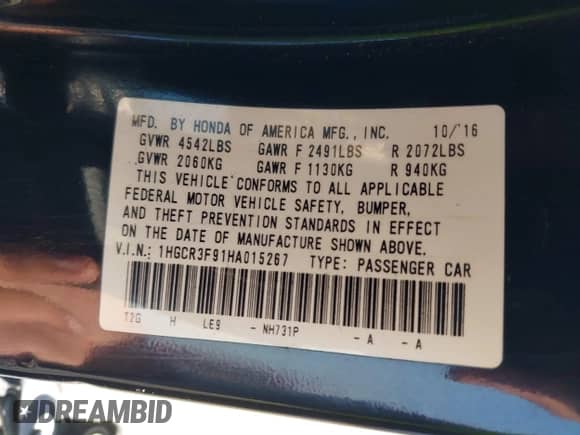 MFD. BY HONDA OF AMERICA MFG., INC. 10/'16
GVWR 4542LBS GAWR F 2491LBS R 2072LBS
GVWR 2060KG GAWR F 1130KG R 940KG
THIS VEHICLE CONFORMS TO ALL APPLICABLE
FEDERAL MOTOR VEHICLE SAFETY, BUMPER,
AND THEFT PREVENTION STANDARDS IN EFFECT
ON THE DATE OF MANUFACTURE SHOWN ABOVE.
V.I.N.: 1HGCR3F91HA015267 TYPE: PASSENGER CAR
T2G H LE9 - NH731P - A - A
DREAMBID